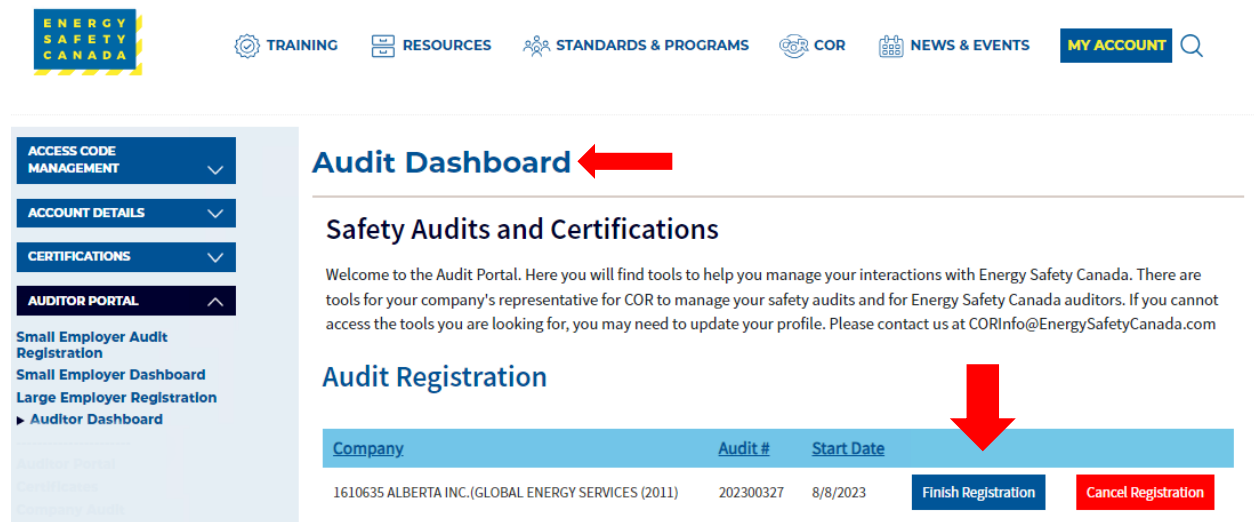 ENERGY
SAFETY
CANADA
TRAINING
RESOURCES
STANDARDS & PROGRAMS
COR
NEWS & EVENTS
MY ACCOUNT
ACCESS CODE
MANAGEMENT
ACCOUNT DETAILS
CERTIFICATIONS
AUDITOR PORTAL
Small Employer Audit
Registration
Small Employer Dashboard
Large Employer Registration
Auditor Dashboard
Audit Dashboard
Safety Audits and Certifications
Welcome to the Audit Portal. Here you will find tools to help you manage your interactions with Energy Safety Canada. There are
tools for your company's representative for COR to manage your safety audits and for Energy Safety Canada auditors. If you cannot
access the tools you are looking for, you may need to update your profile. Please contact us at CORInfo@EnergySafetyCanada.com
Audit Registration
Company Audit # Start Date
1610635 ALBERTA INC.(GLOBAL ENERGY SERVICES (2011) 202300327 8/8/2023 Finish Registration Cancel Registration